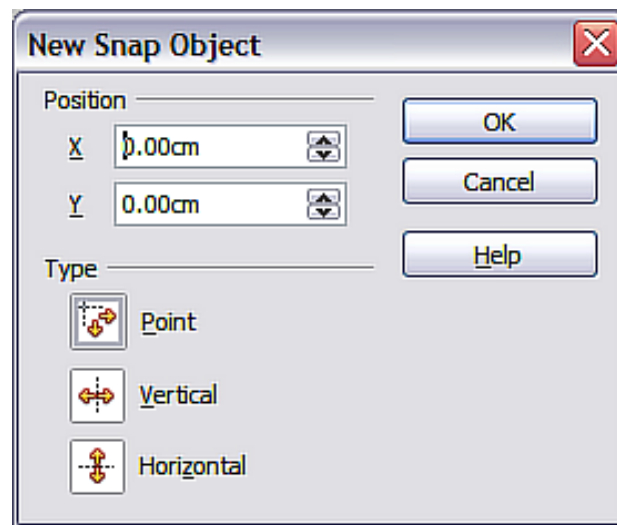 New Snap Object
Position
X 0.00cm
Y 0.00cm
OK
Cancel
Help
Type
Point
Vertical
Horizontal